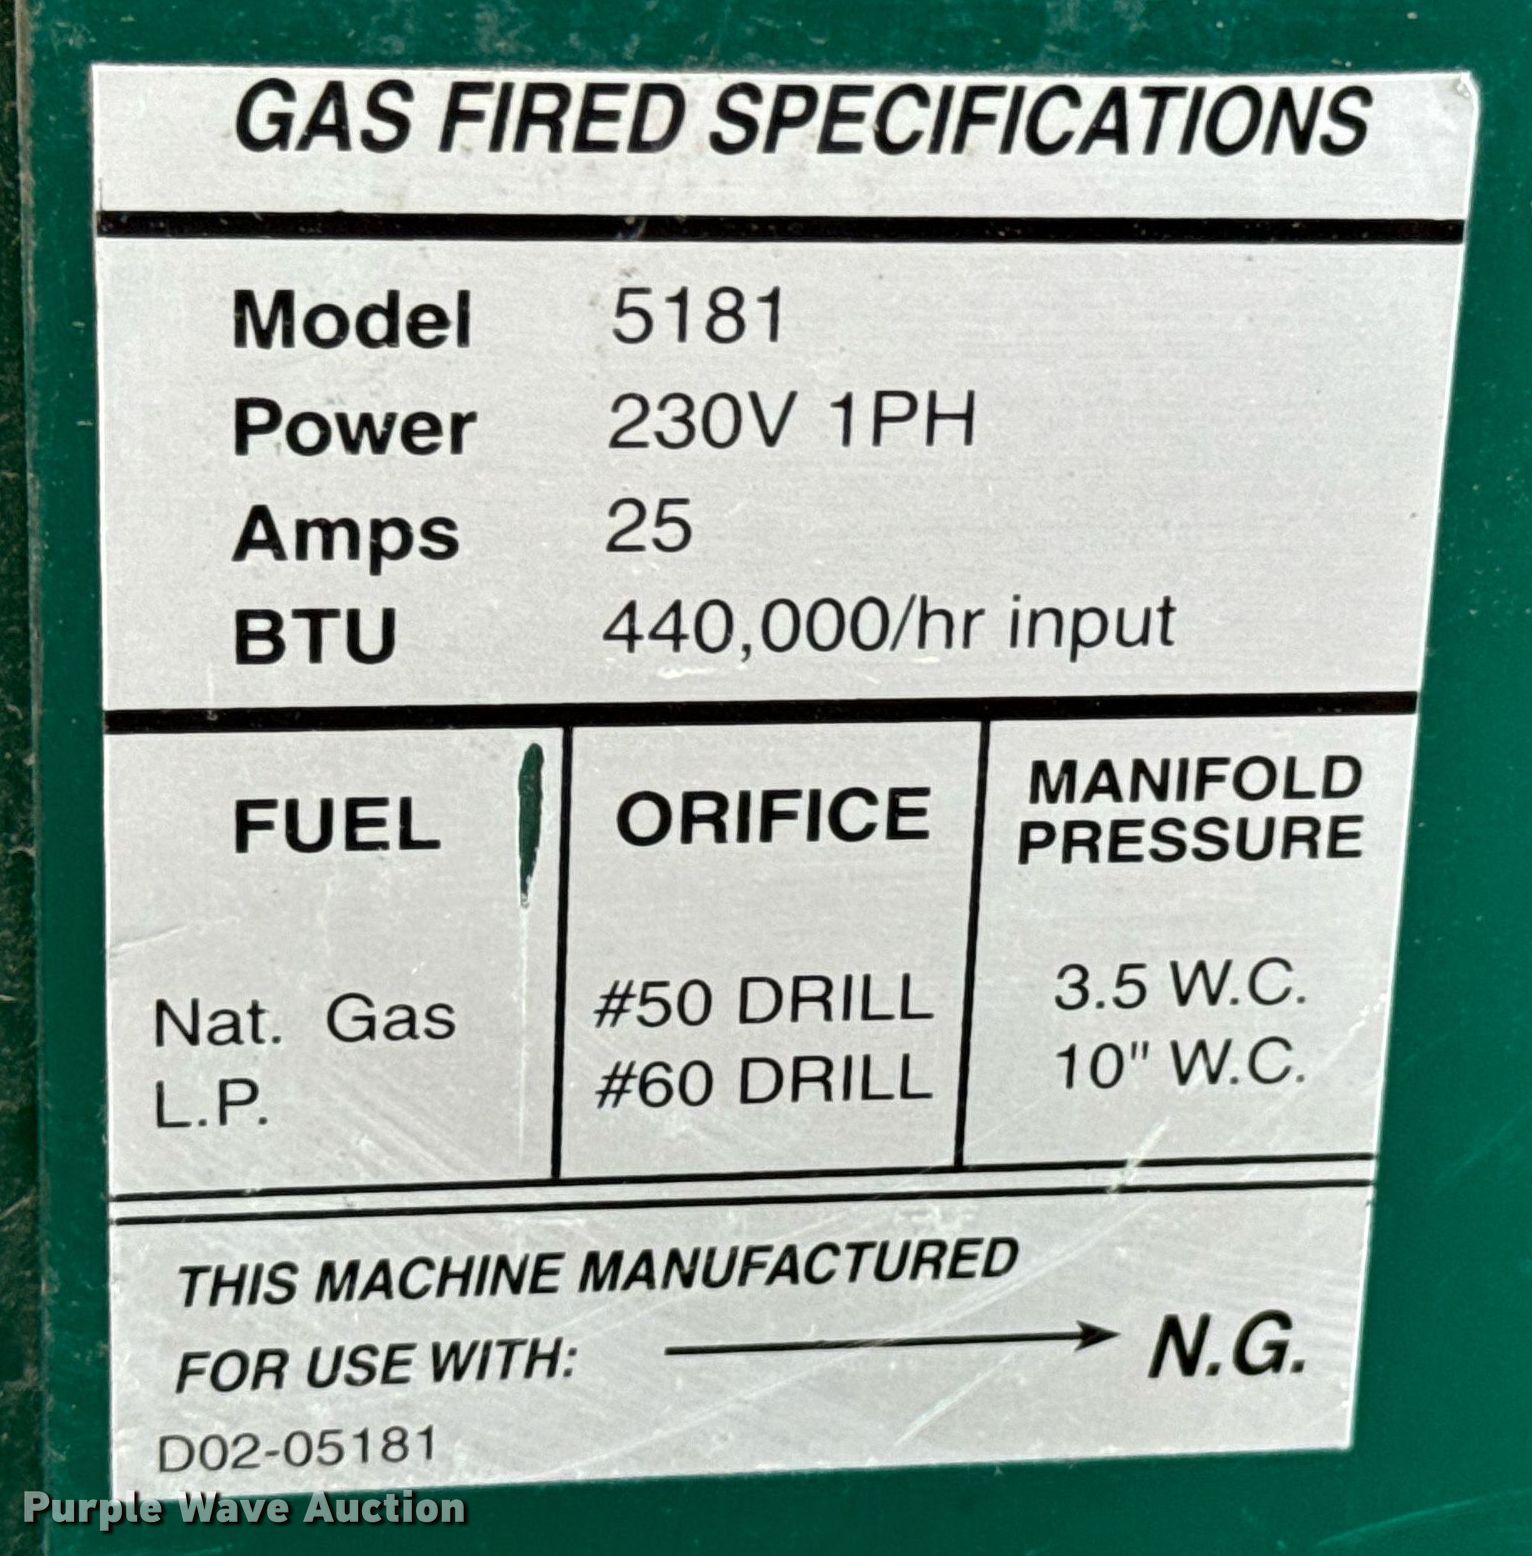 GAS FIRED SPECIFICATIONS
Model 5181
Power 230V 1PH
Amps 25
BTU 440,000/hr input
FUEL ORIFICE MANIFOLD PRESSURE
Nat. Gas #50 DRILL 3.5 W.C.
L.P. #60 DRILL 10" W.C.
THIS MACHINE MANUFACTURED
FOR USE WITH: N.G.
D02-05181
Purple Wave Auction